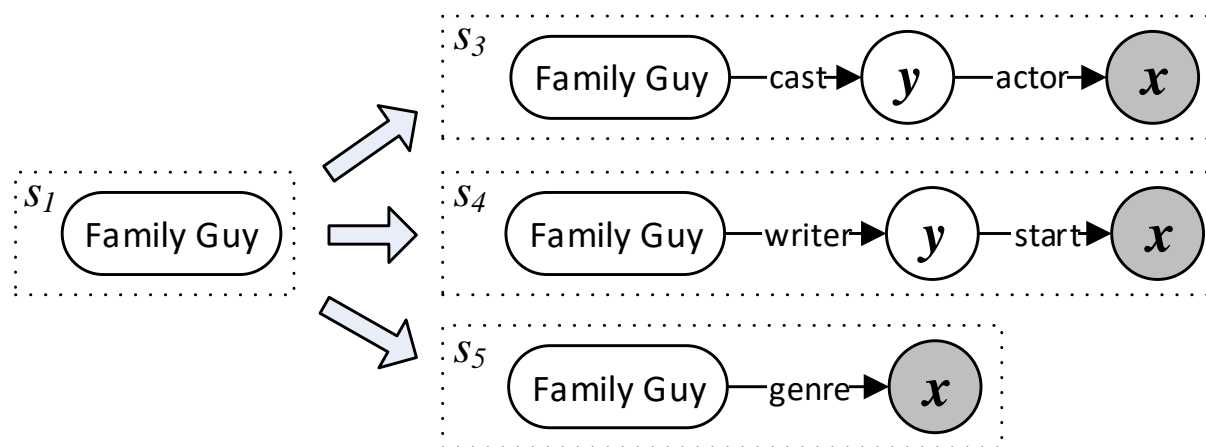 s3
Family Guy cast y actor x
s1
Family Guy
s4
Family Guy writer y start x
s5
Family Guy genre x